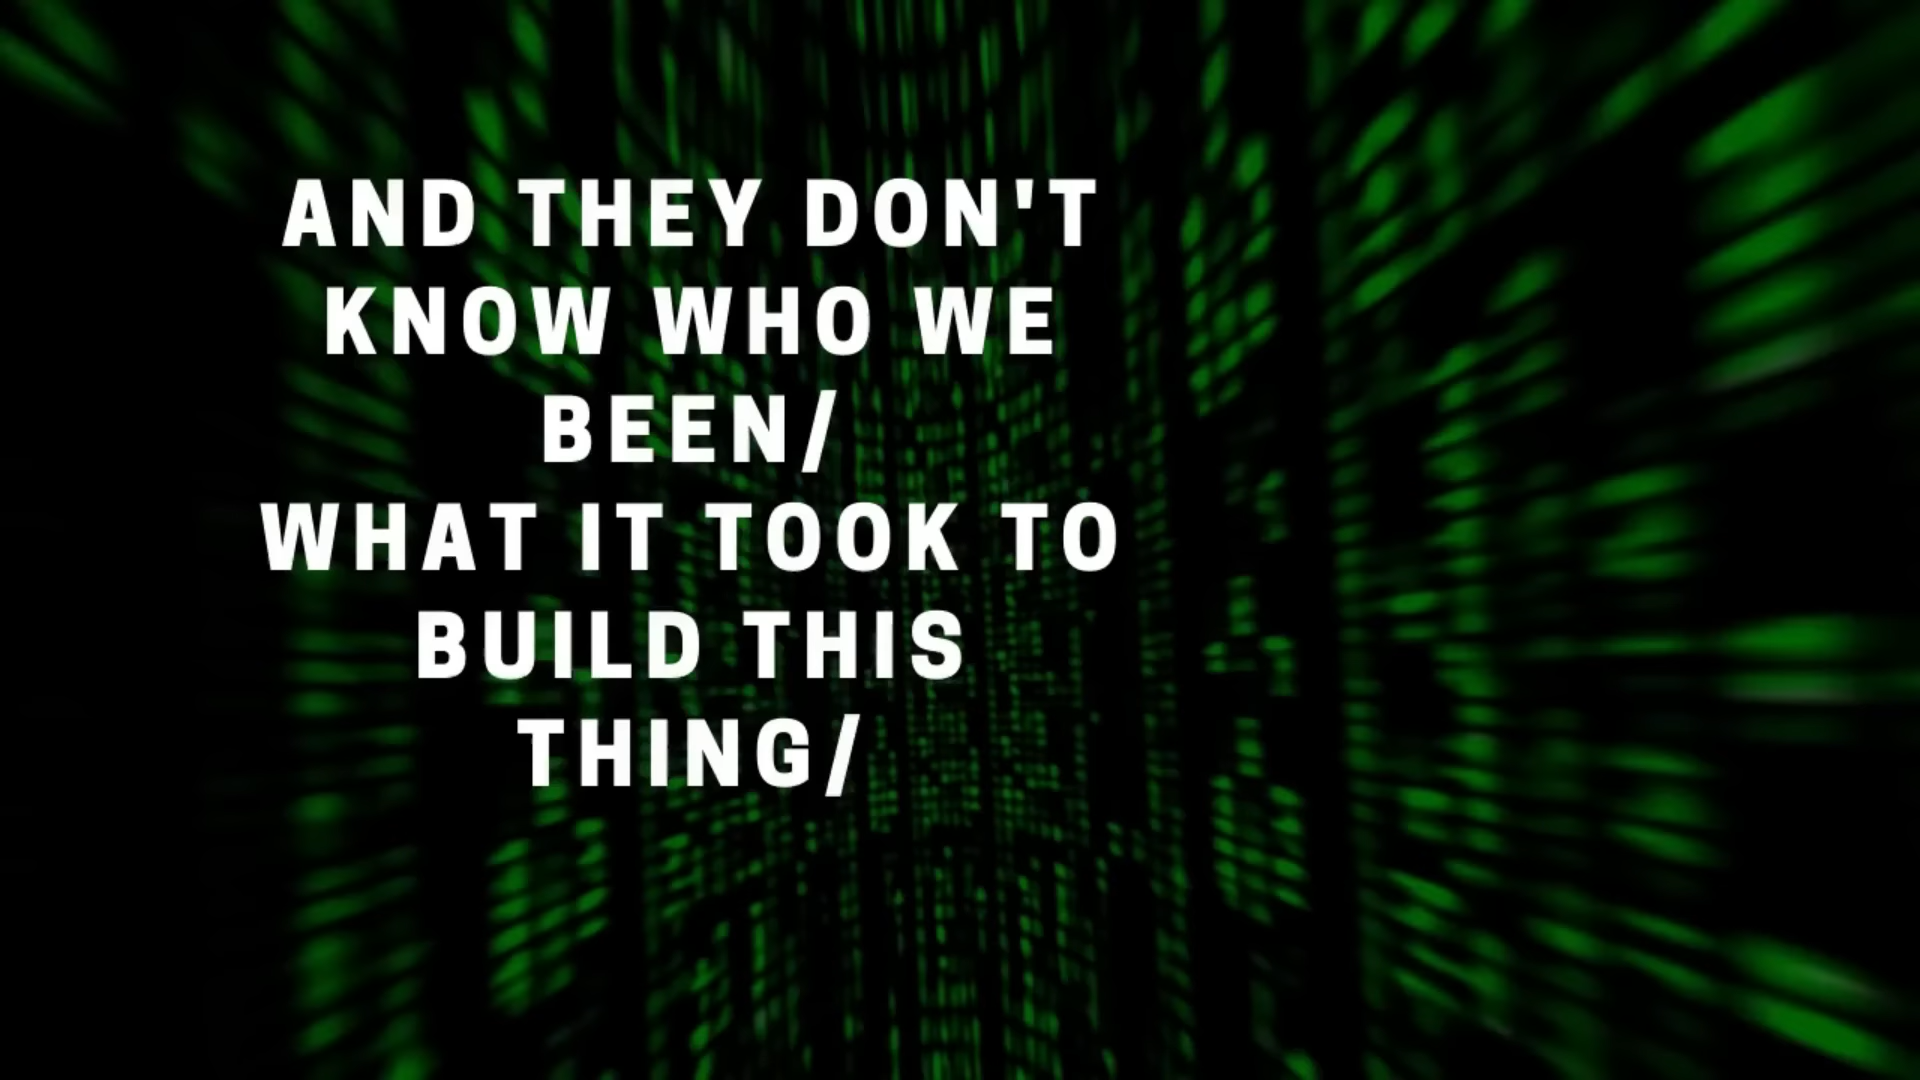 AND THEY DON'T
KNOW WHO WE
BEEN/
WHAT IT TOOK TO
BUILD THIS
THING/